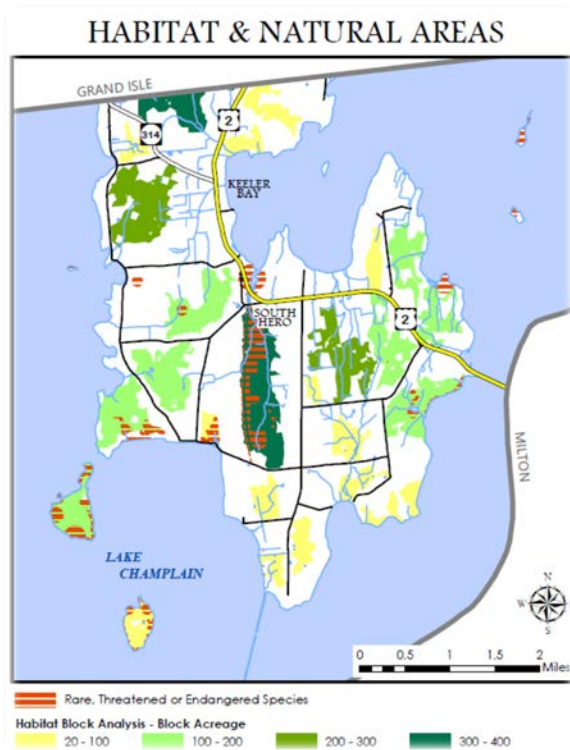 HABITAT & NATURAL AREAS
GRAND ISLE
314
2
KEELER
BAY
SOUTH
HERO
2
MILTON
LAKE
CHAMPLAIN
N
W E
S
0 0.5 1 1.5 2
Miles
Rare, Threatened or Endangered Species
Habitat Block Analysis - Block Acreage
20 - 100 100 - 200 200 - 300 300 - 400